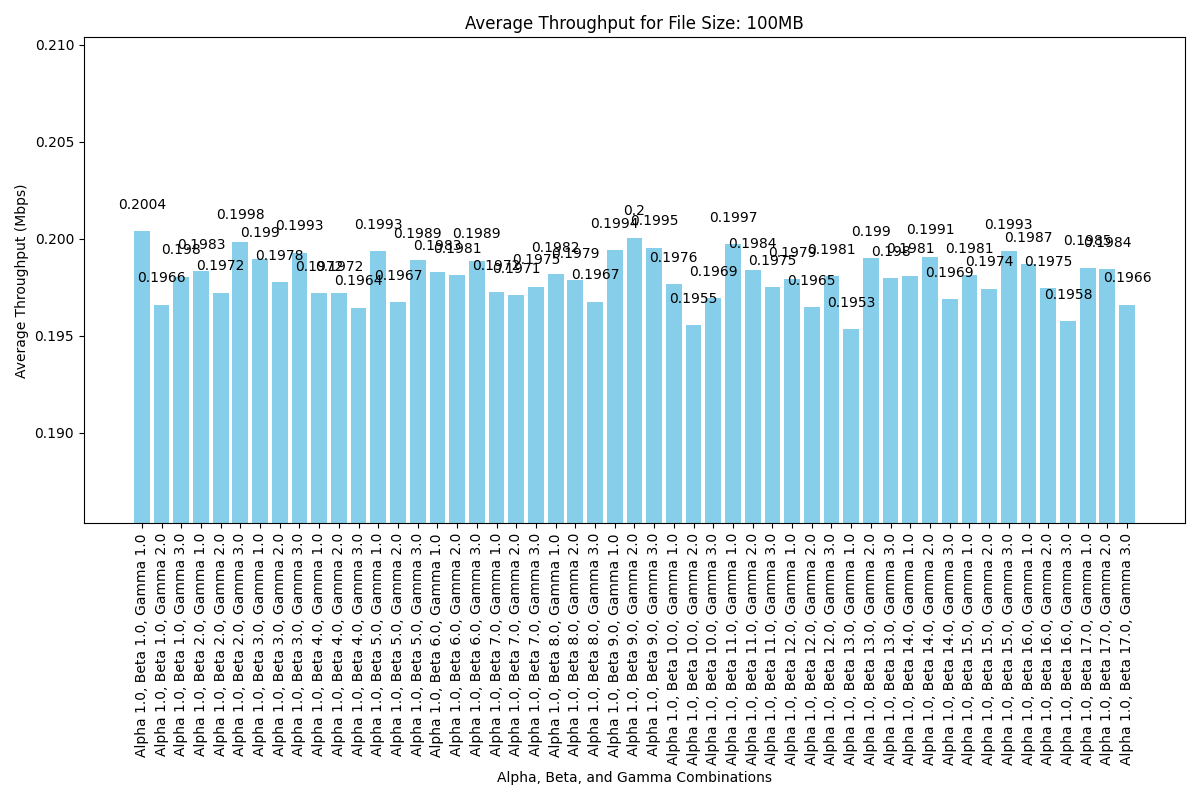 Average Throughput for File Size: 100MB
Average Throughput (Mbps)
0.210
0.205
0.200
0.195
0.190
0.2004
0.1966
0.198
0.1983
0.1972
0.1998
0.199
0.1978
0.1993
0.1972
0.1972
0.1964
0.1993
0.1967
0.1989
0.1983
0.1981
0.1989
0.1972
0.1971
0.1975
0.1982
0.1979
0.1967
0.1994
0.2
0.1995
0.1976
0.1955
0.1969
0.1997
0.1984
0.1975
0.1979
0.1965
0.1981
0.1953
0.199
0.198
0.1981
0.1991
0.1969
0.1981
0.1974
0.1993
0.1987
0.1975
0.1958
0.1985
0.1984
0.1966
Alpha 1.0, Beta 1.0, Gamma 1.0
Alpha 1.0, Beta 1.0, Gamma 2.0
Alpha 1.0, Beta 1.0, Gamma 3.0
Alpha 1.0, Beta 2.0, Gamma 1.0
Alpha 1.0, Beta 2.0, Gamma 2.0
Alpha 1.0, Beta 2.0, Gamma 3.0
Alpha 1.0, Beta 3.0, Gamma 1.0
Alpha 1.0, Beta 3.0, Gamma 2.0
Alpha 1.0, Beta 3.0, Gamma 3.0
Alpha 1.0, Beta 4.0, Gamma 1.0
Alpha 1.0, Beta 4.0, Gamma 2.0
Alpha 1.0, Beta 4.0, Gamma 3.0
Alpha 1.0, Beta 5.0, Gamma 1.0
Alpha 1.0, Beta 5.0, Gamma 2.0
Alpha 1.0, Beta 5.0, Gamma 3.0
Alpha 1.0, Beta 6.0, Gamma 1.0
Alpha 1.0, Beta 6.0, Gamma 2.0
Alpha 1.0, Beta 6.0, Gamma 3.0
Alpha 1.0, Beta 7.0, Gamma 1.0
Alpha 1.0, Beta 7.0, Gamma 2.0
Alpha 1.0, Beta 7.0, Gamma 3.0
Alpha 1.0, Beta 8.0, Gamma 1.0
Alpha 1.0, Beta 8.0, Gamma 2.0
Alpha 1.0, Beta 8.0, Gamma 3.0
Alpha 1.0, Beta 9.0, Gamma 1.0
Alpha 1.0, Beta 9.0, Gamma 2.0
Alpha 1.0, Beta 9.0, Gamma 3.0
Alpha 1.0, Beta 10.0, Gamma 1.0
Alpha 1.0, Beta 10.0, Gamma 2.0
Alpha 1.0, Beta 10.0, Gamma 3.0
Alpha 1.0, Beta 11.0, Gamma 1.0
Alpha 1.0, Beta 11.0, Gamma 2.0
Alpha 1.0, Beta 11.0, Gamma 3.0
Alpha 1.0, Beta 12.0, Gamma 1.0
Alpha 1.0, Beta 12.0, Gamma 2.0
Alpha 1.0, Beta 12.0, Gamma 3.0
Alpha 1.0, Beta 13.0, Gamma 1.0
Alpha 1.0, Beta 13.0, Gamma 2.0
Alpha 1.0, Beta 13.0, Gamma 3.0
Alpha 1.0, Beta 14.0, Gamma 1.0
Alpha 1.0, Beta 14.0, Gamma 2.0
Alpha 1.0, Beta 14.0, Gamma 3.0
Alpha 1.0, Beta 15.0, Gamma 1.0
Alpha 1.0, Beta 15.0, Gamma 2.0
Alpha 1.0, Beta 15.0, Gamma 3.0
Alpha 1.0, Beta 16.0, Gamma 1.0
Alpha 1.0, Beta 16.0, Gamma 2.0
Alpha 1.0, Beta 16.0, Gamma 3.0
Alpha 1.0, Beta 17.0, Gamma 1.0
Alpha 1.0, Beta 17.0, Gamma 2.0
Alpha 1.0, Beta 17.0, Gamma 3.0
Alpha, Beta, and Gamma Combinations